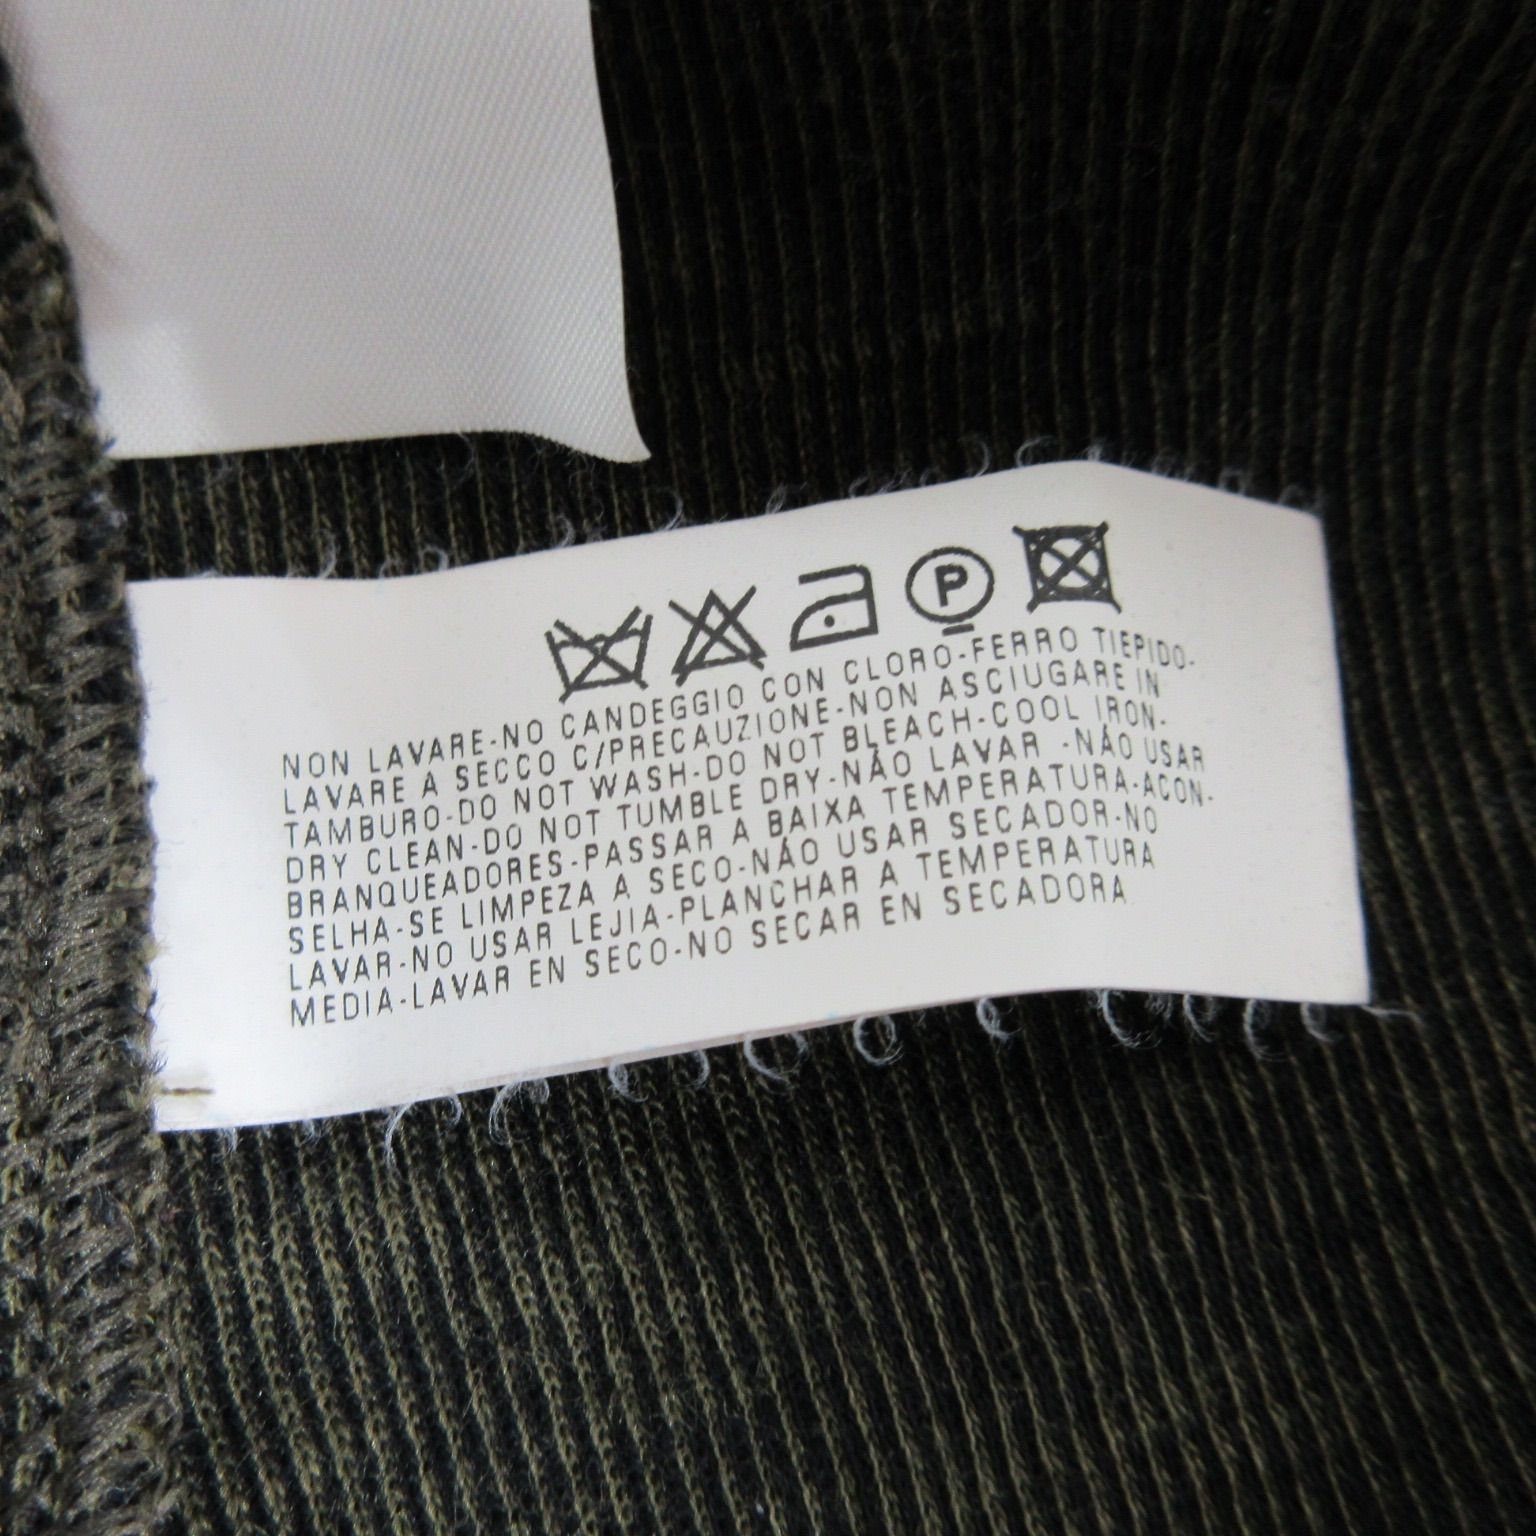 P
NON LAVARE-NO CANDEGGIO CON CLORO-FERRO TIEPIDO-
LAVARE A SECCO C/PRECAUZIONE-NON ASCIUGARE IN
TAMBURO-DO NOT WASH-DO NOT BLEACH-COOL IRON-
DRY CLEAN-DO NOT TUMBLE DRY-NÃO LAVAR -NÃO USAR
BRANQUEADORES-PASSAR A BAIXA TEMPERATURA-ACON-
SELHA-SE LIMPEZA A SECO-NÃO USAR SECADOR-NO
LAVAR-NO USAR LEJIA-PLANCHAR A TEMPERATURA
MEDIA-LAVAR EN SECO-NO SECAR EN SECADORA